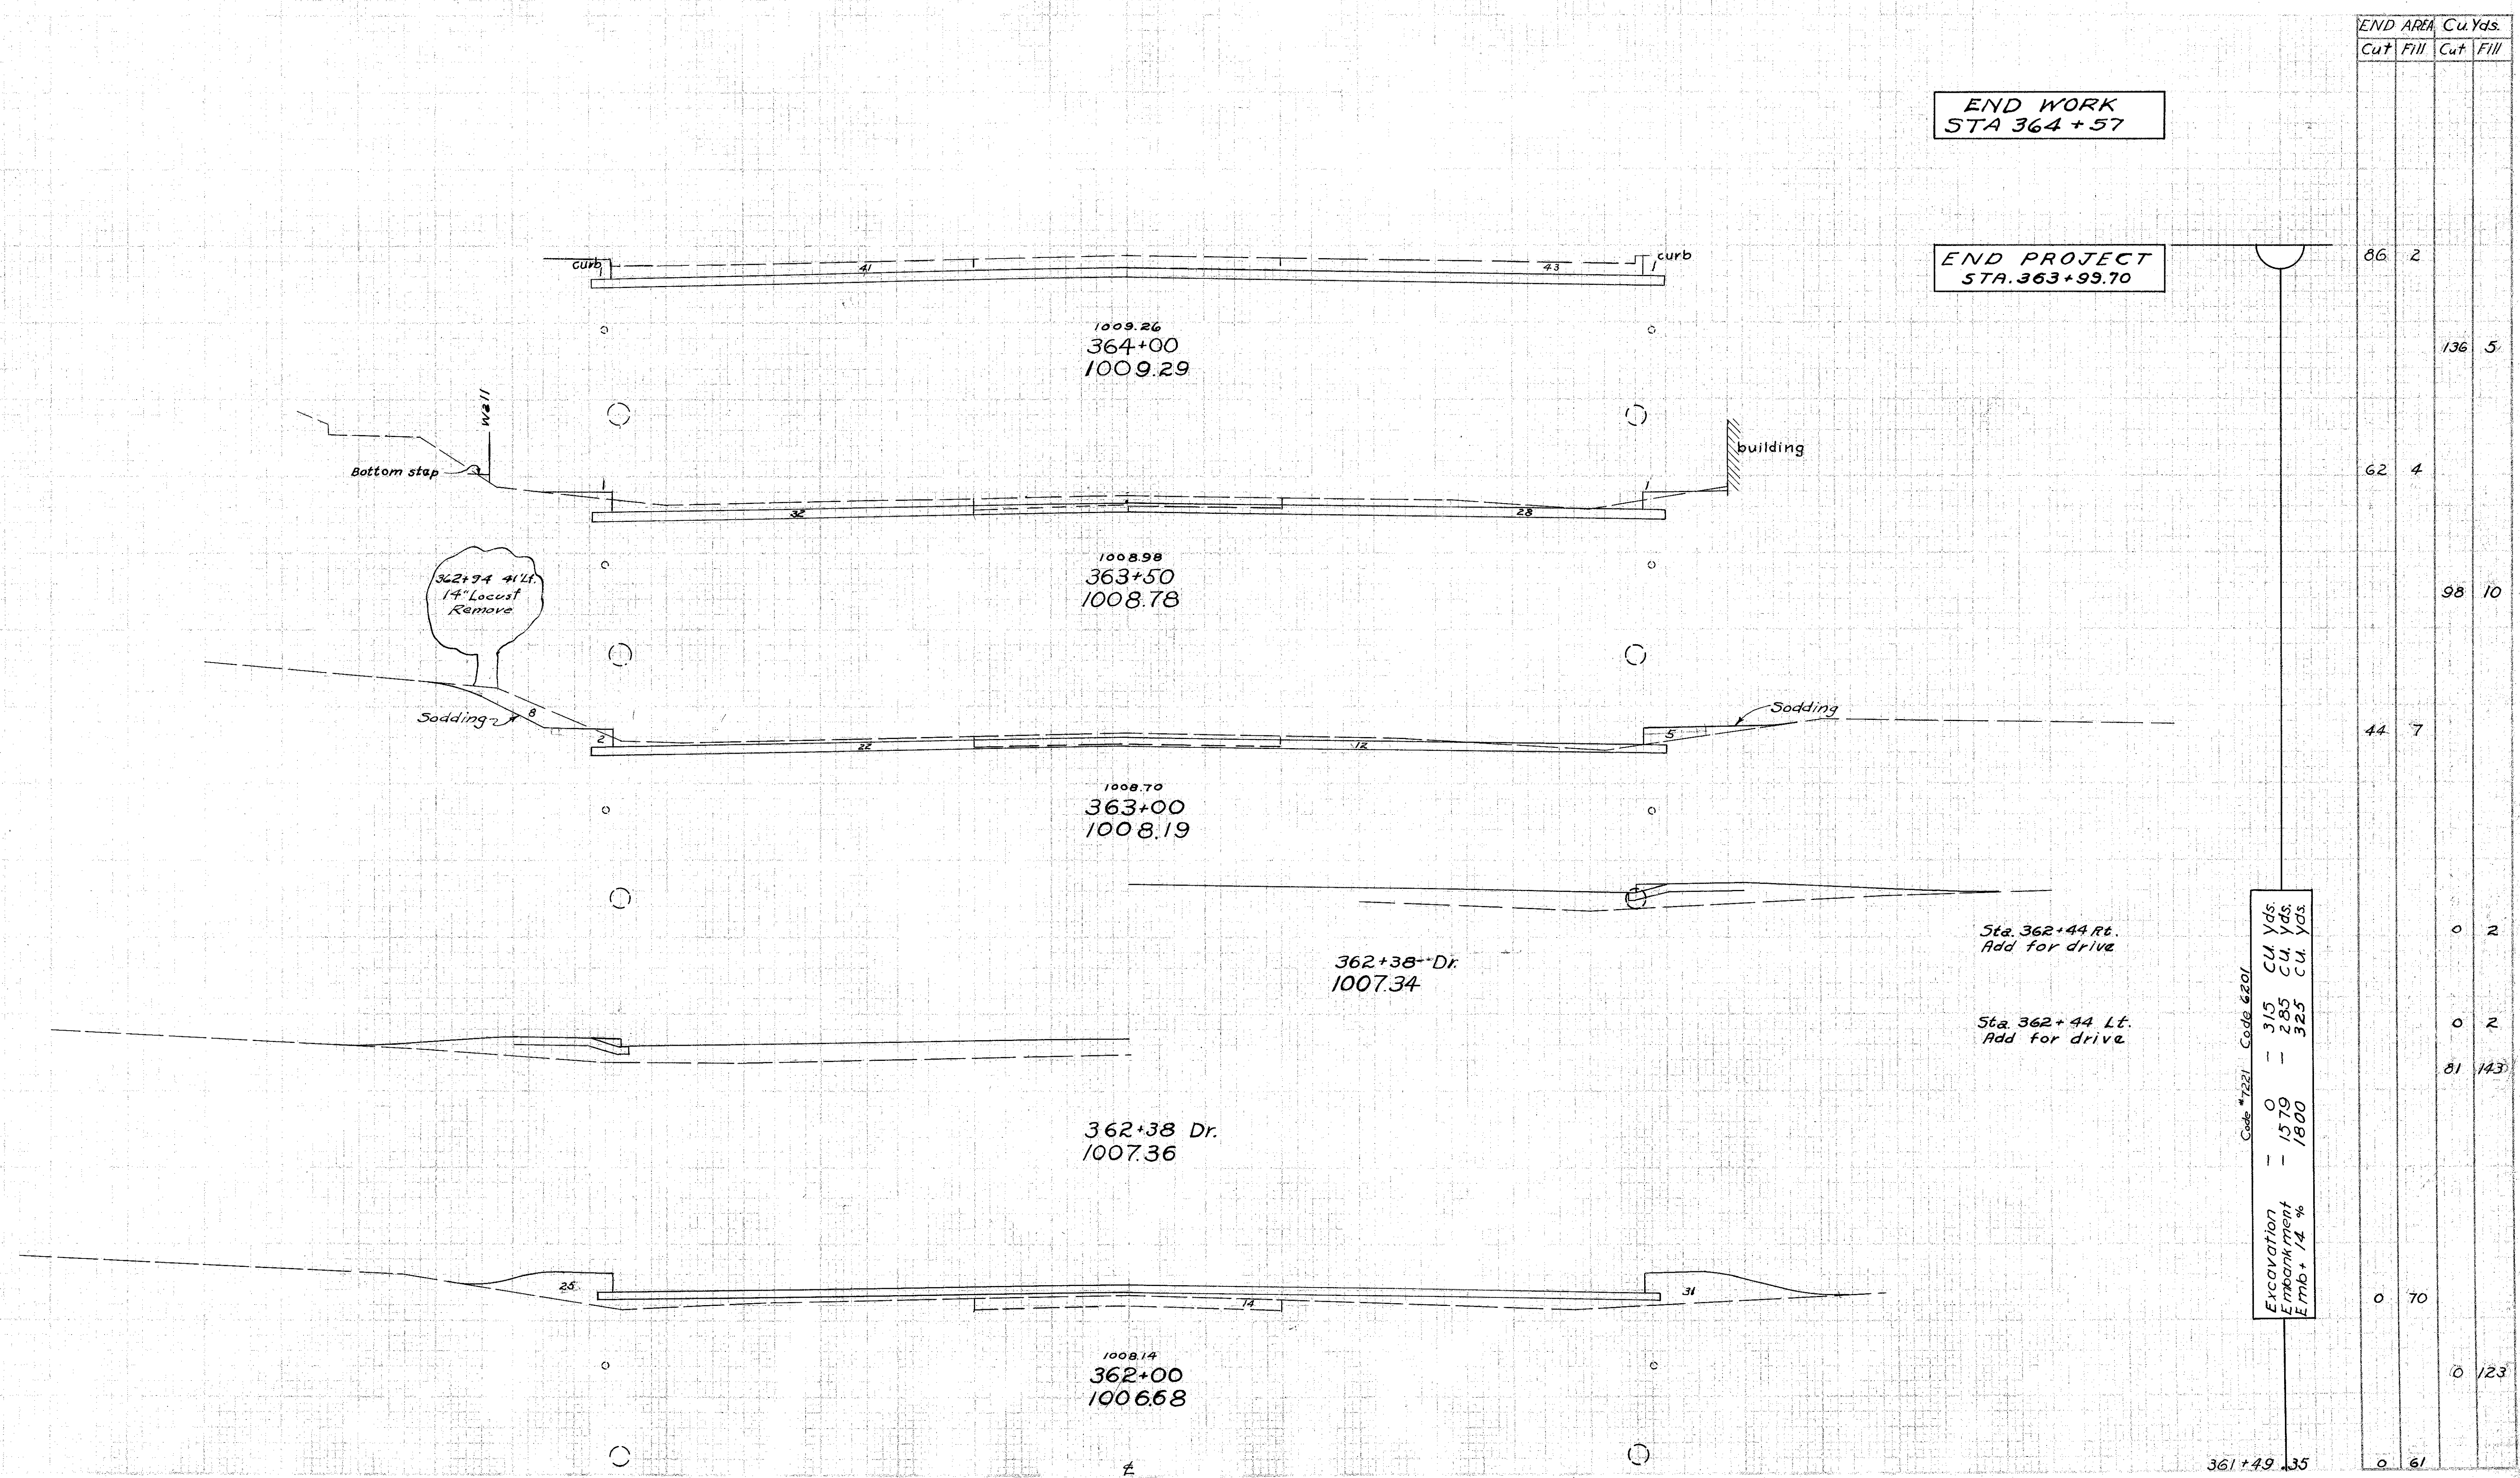 END AREA Cu. Yds.
Cut Fill Cut Fill
END WORK
STA 364 + 57
END PROJECT
STA. 363+99.70
86 2
curb 1 41 43 1 curb
1009.26
364+00
1009.29
136 5
Wall
Bottom step
building
62 4
1 32 28 1
1008.98
363+50
1008.78
98 10
362+94 41'Lt.
14" Locust
Remove
Sodding 8
Sodding
2 22 12 5
44 7
1008.70
363+00
1008.19
Sta. 362+44 Rt.
Add for drive
0 2
362+38 Dr.
1007.34
Sta. 362+44 Lt.
Add for drive
0 2
81 143
362+38 Dr.
1007.36
Code #7221 Code 6201
Excavation - 0 - 315 cu. yds.
Embankment - 1579 - 285 cu. yds.
Emb + 14 % 1800 325 cu. yds.
25 14 31
0 70
1008.14
362+00
1006.68
0 123
℄
361+49.35
0 61